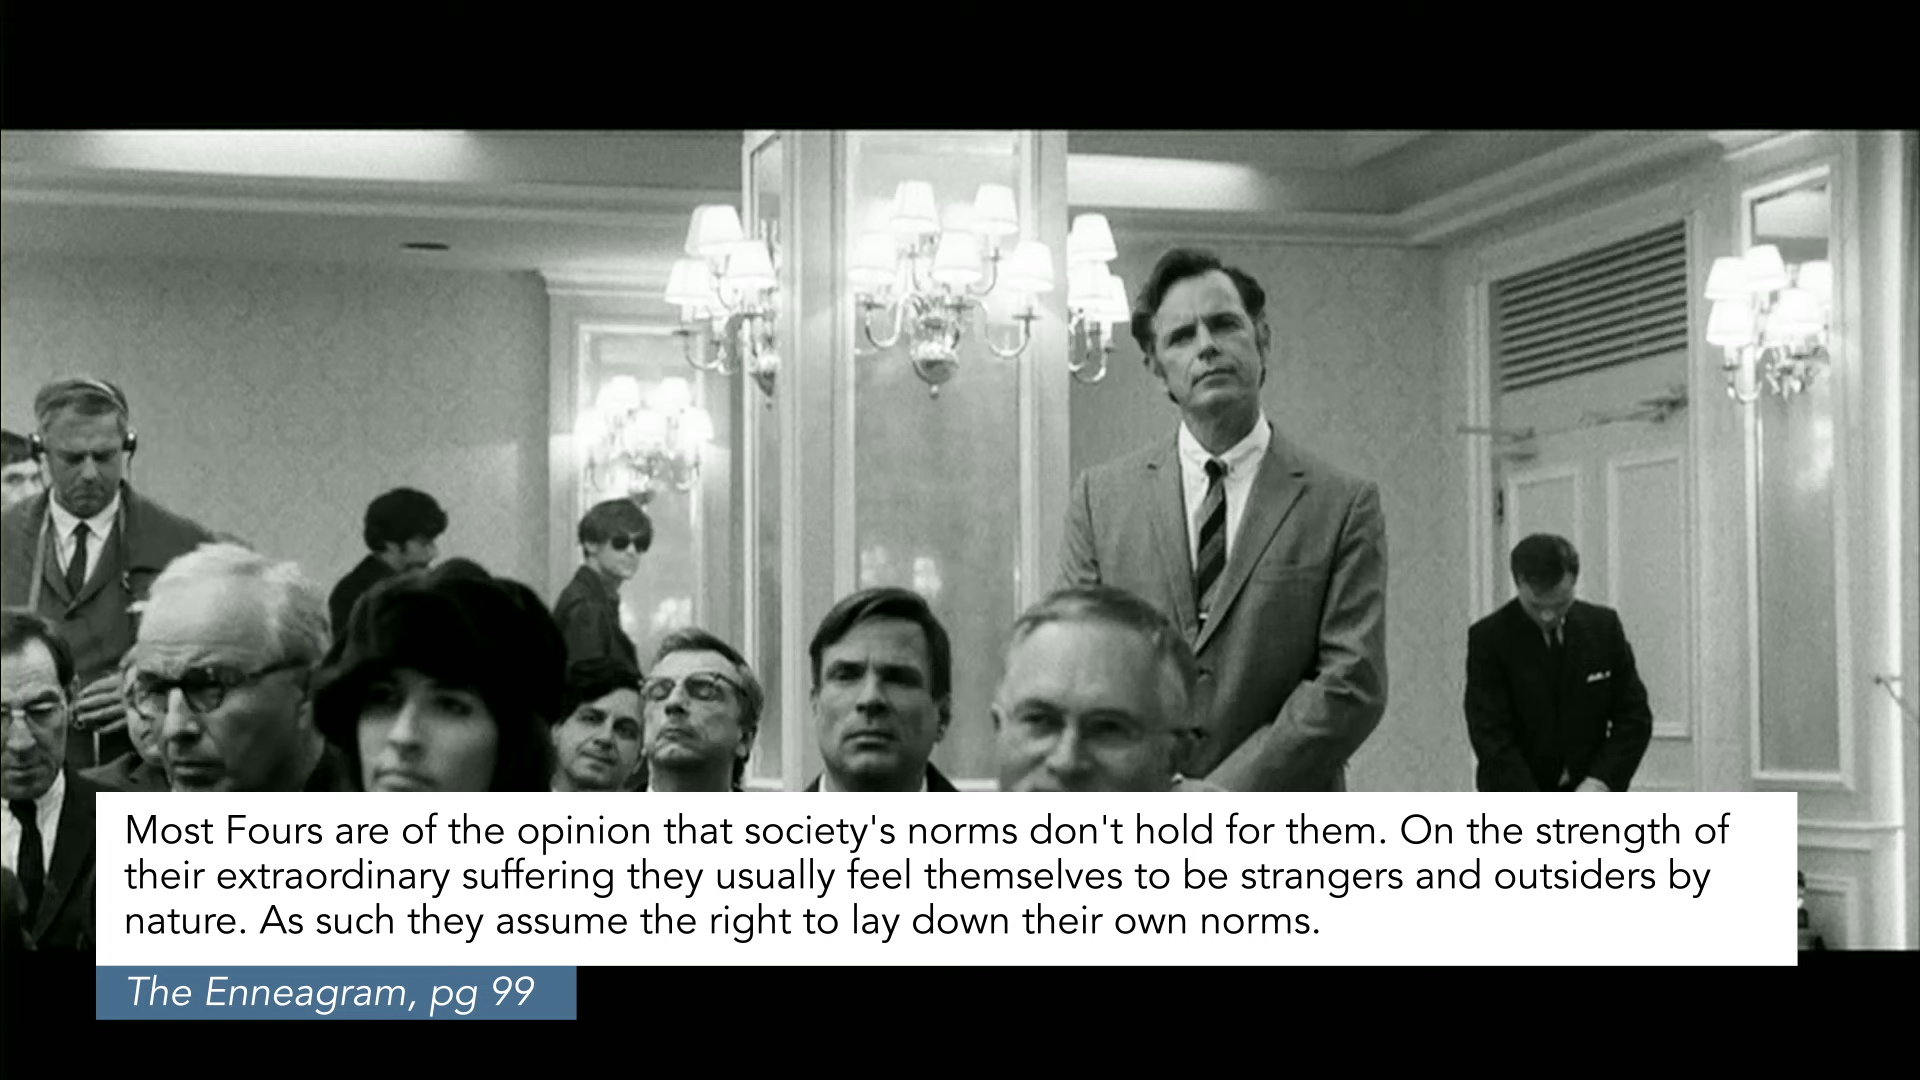 Most Fours are of the opinion that society's norms don't hold for them. On the strength of
their extraordinary suffering they usually feel themselves to be strangers and outsiders by
nature. As such they assume the right to lay down their own norms.
The Enneagram, pg 99